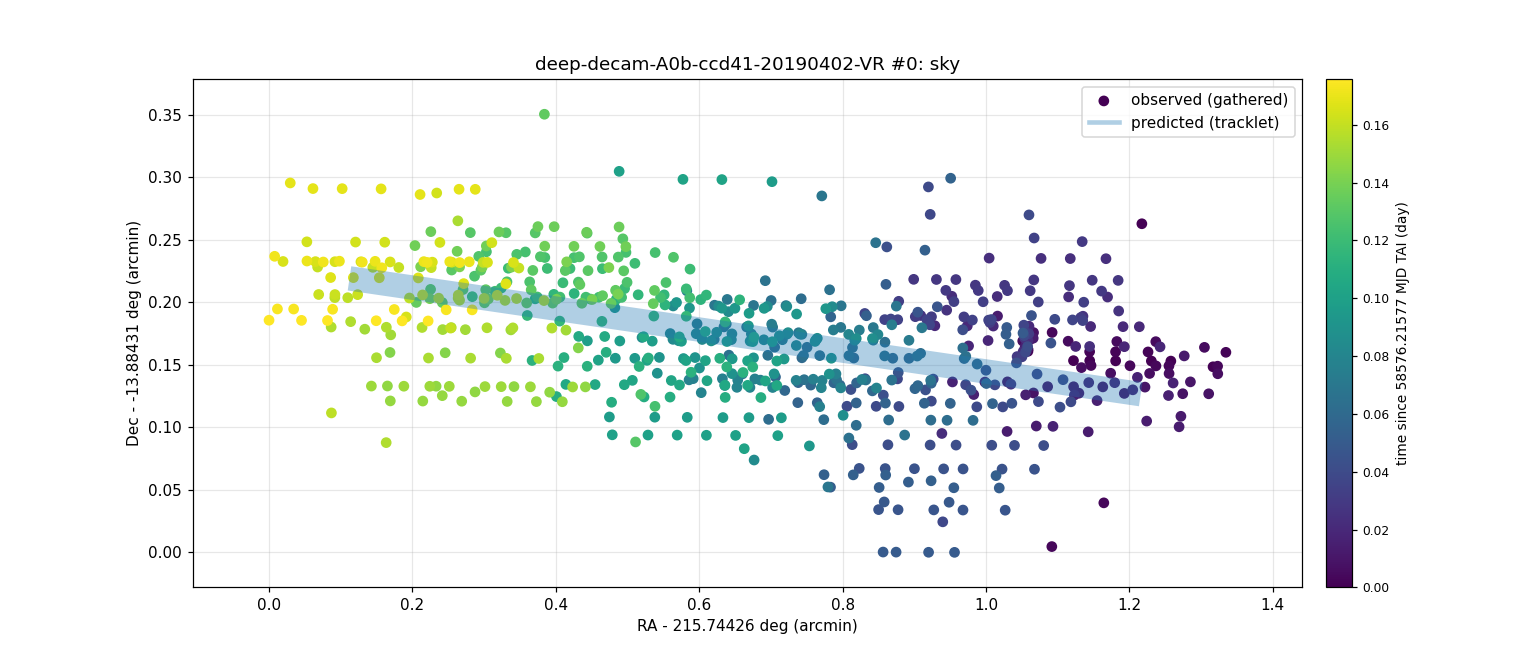 deep-decam-A0b-ccd41-20190402-VR #0: sky
observed (gathered)
predicted (tracklet)
0.35
0.30
0.25
0.20
0.15
0.10
0.05
0.00
Dec - -13.88431 deg (arcmin)
0.0 0.2 0.4 0.6 0.8 1.0 1.2 1.4
RA - 215.74426 deg (arcmin)
0.16
0.14
0.12
0.10
0.08
0.06
0.04
0.02
0.00
time since 58576.215777 MJD TAI (day)